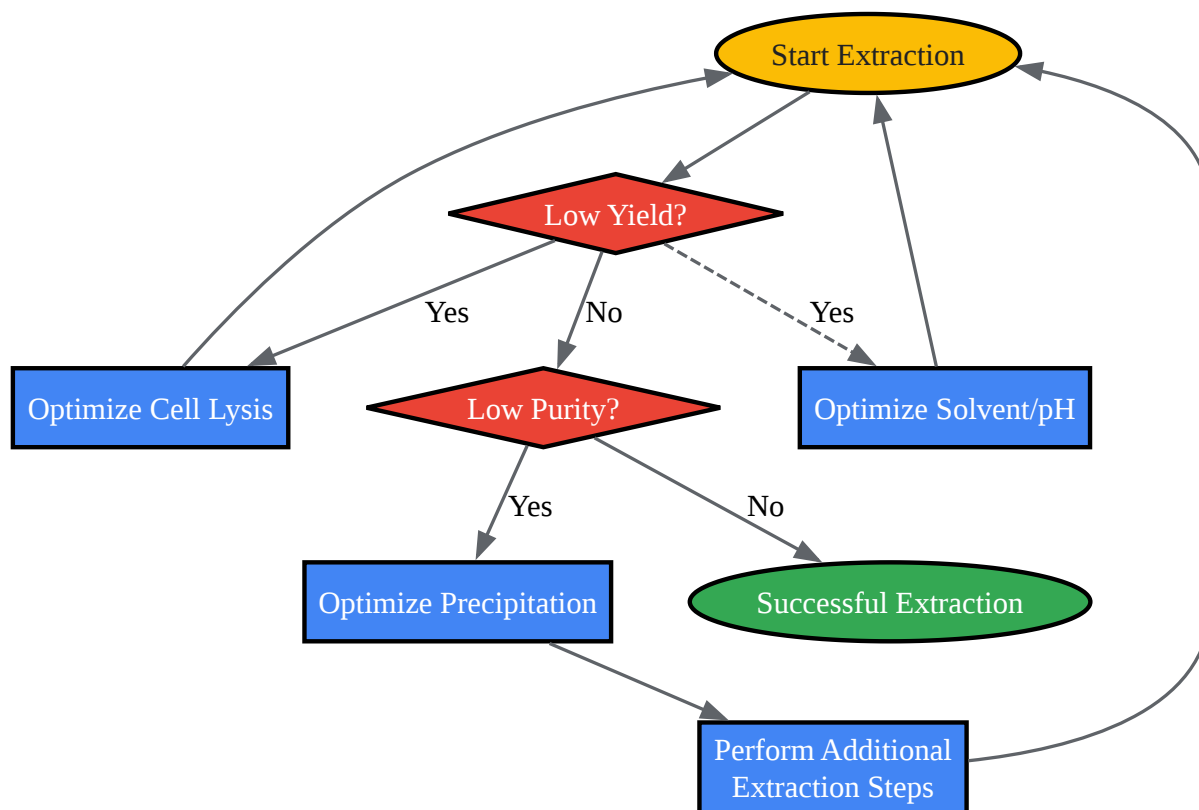 Start Extraction
Low Yield?
Yes
No
Yes
Optimize Cell Lysis
Low Purity?
Optimize Solvent/pH
Yes
No
Optimize Precipitation
Successful Extraction
Perform Additional
Extraction Steps